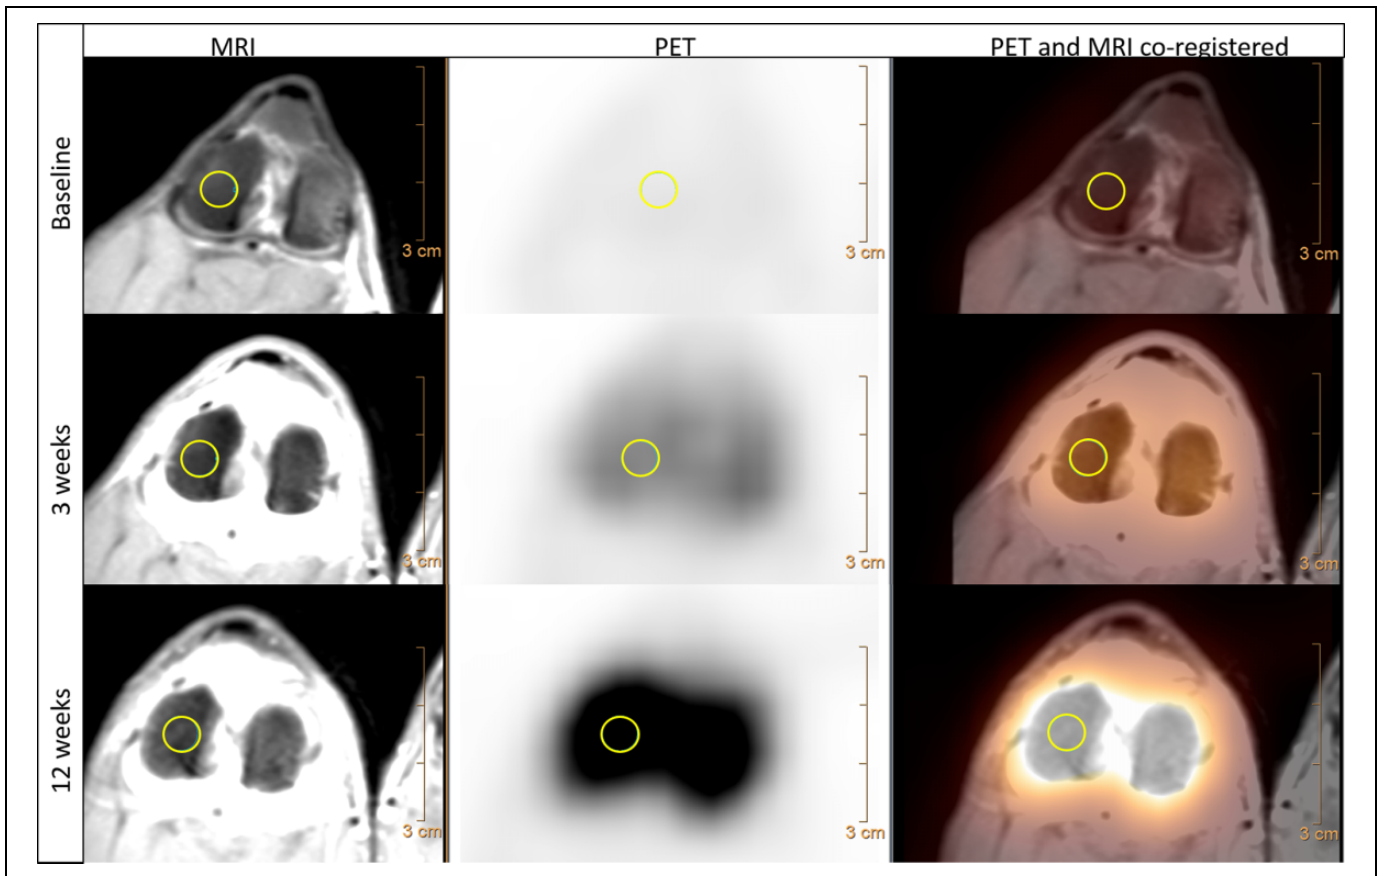 MRI PET PET and MRI co-registered
Baseline
3 cm 3 cm 3 cm
3 weeks
3 cm 3 cm 3 cm
12 weeks
3 cm 3 cm 3 cm